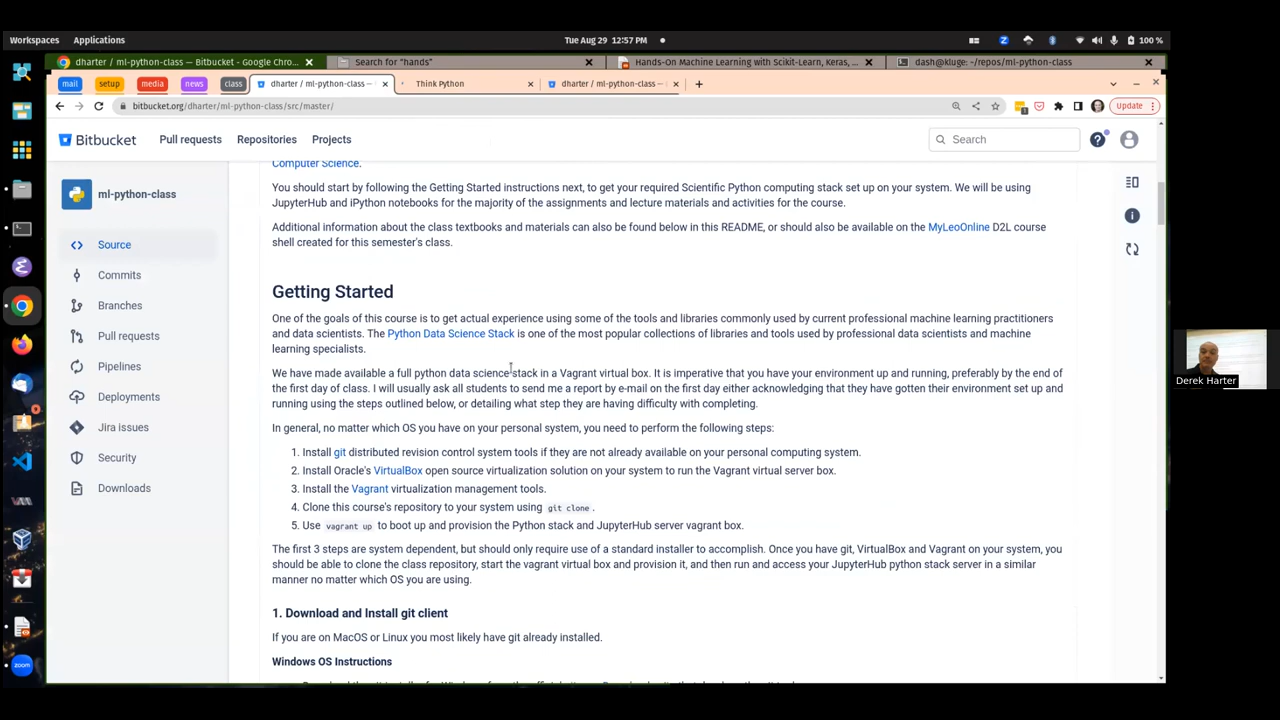 Workspaces Applications Tue Aug 29 12:57 PM 100 %
dharter / ml-python-class — Bitbucket - Google Chro... × Search for "hands" × Hands-On Machine Learning with Scikit-Learn, Keras, ... × dash@kluge: ~/repos/ml-python-class ×
mail setup media news class dharter / ml-python-class — × Think Python × dharter / ml-python-class — × +
bitbucket.org/dharter/ml-python-class/src/master/ Update
Bitbucket Pull requests Repositories Projects Search
ml-python-class
Source
Commits
Branches
Pull requests
Pipelines
Deployments
Jira issues
Security
Downloads
Computer Science.
You should start by following the Getting Started instructions next, to get your required Scientific Python computing stack set up on your system. We will be using
JupyterHub and iPython notebooks for the majority of the assignments and lecture materials and activities for the course.
Additional information about the class textbooks and materials can also be found below in this README, or should also be available on the MyLeoOnline D2L course
shell created for this semester's class.
Getting Started
One of the goals of this course is to get actual experience using some of the tools and libraries commonly used by current professional machine learning practitioners
and data scientists. The Python Data Science Stack is one of the most popular collections of libraries and tools used by professional data scientists and machine
learning specialists.
We have made available a full python data science stack in a Vagrant virtual box. It is imperative that you have your environment up and running, preferably by the end of
the first day of class. I will usually ask all students to send me a report by e-mail on the first day either acknowledging that they have gotten their environment set up and
running using the steps outlined below, or detailing what step they are having difficulty with completing.
In general, no matter which OS you have on your personal system, you need to perform the following steps:
1. Install git distributed revision control system tools if they are not already available on your personal computing system.
2. Install Oracle's VirtualBox open source virtualization solution on your system to run the Vagrant virtual server box.
3. Install the Vagrant virtualization management tools.
4. Clone this course's repository to your system using git clone.
5. Use vagrant up to boot up and provision the Python stack and JupyterHub server vagrant box.
The first 3 steps are system dependent, but should only require use of a standard installer to accomplish. Once you have git, VirtualBox and Vagrant on your system, you
should be able to clone the class repository, start the vagrant virtual box and provision it, and then run and access your JupyterHub python stack server in a similar
manner no matter which OS you are using.
1. Download and Install git client
If you are on MacOS or Linux you most likely have git already installed.
Windows OS Instructions
zoom
Derek Harter